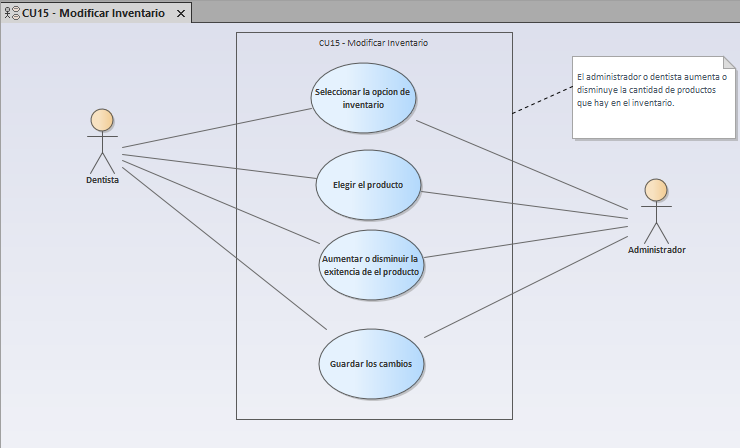 CU15 - Modificar Inventario
CU15 - Modificar Inventario
Seleccionar la opcion de
inventario
El administrador o dentista aumenta o
disminuye la cantidad de productos
que hay en el inventario.
Dentista
Elegir el producto
Administrador
Aumentar o disminuir la
exitencia de el producto
Guardar los cambios